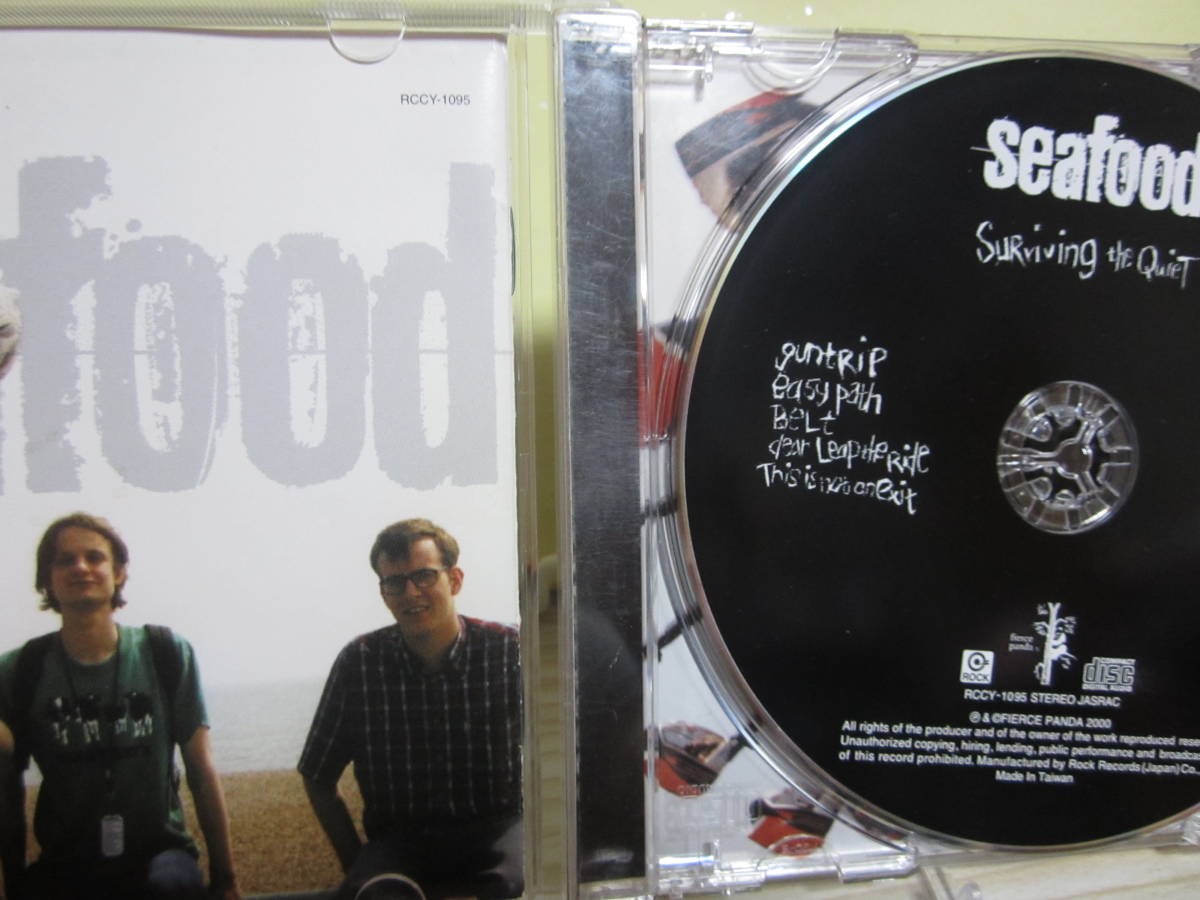 RCCY-1095
food
seafood
Surviving the Quiet
guntrip
easy path
Belt
dear Leap the Ride
This is not an exit
fierce
panda
ROCK
COMPACT
disc
DIGITAL AUDIO
RCCY-1095 STEREO JASRAC
℗ & ©FIERCE PANDA 2000
All rights of the producer and of the owner of the work reproduced
Unauthorized copying, hiring, lending, public performance and
of this record prohibited. Manufactured by Rock Records (Japan) Co.
Made In Taiwan